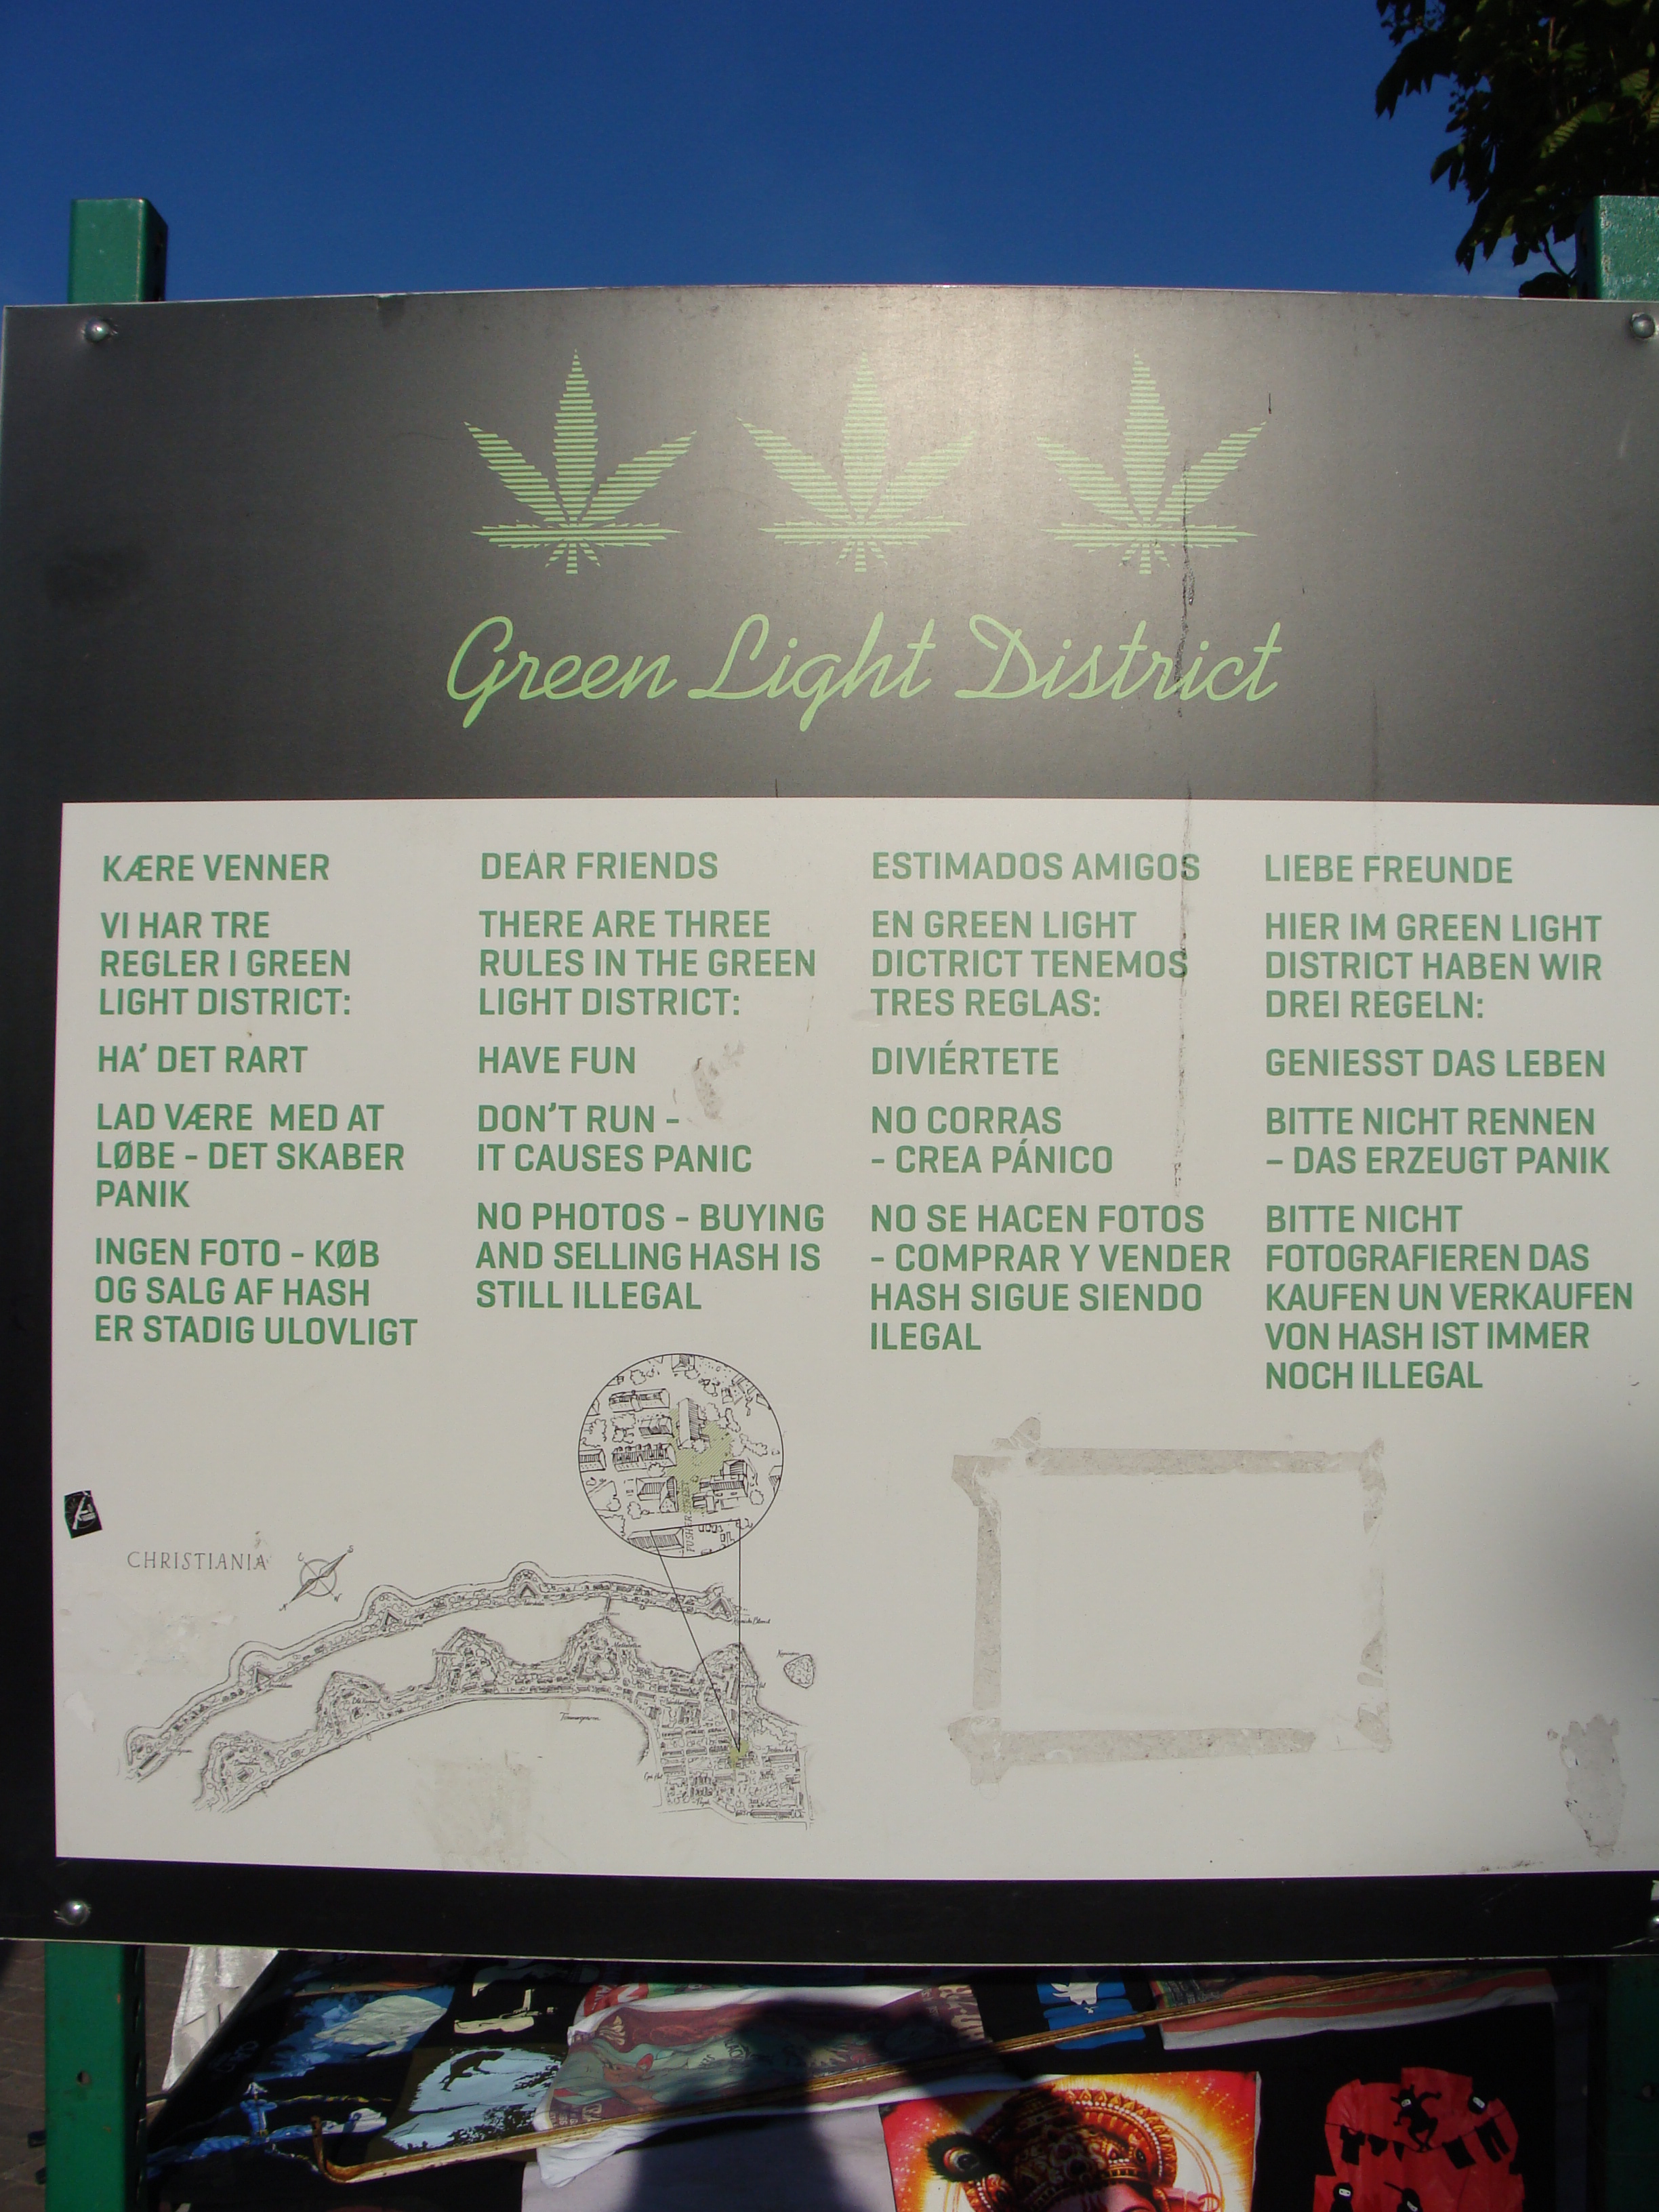 Green Light District
KÆRE VENNER
VI HAR TRE
REGLER I GREEN
LIGHT DISTRICT:
HA' DET RART
LAD VÆRE MED AT
LØBE - DET SKABER
PANIK
INGEN FOTO - KØB
OG SALG AF HASH
ER STADIG ULOVLIGT
DEAR FRIENDS
THERE ARE THREE
RULES IN THE GREEN
LIGHT DISTRICT:
HAVE FUN
DON'T RUN -
IT CAUSES PANIC
NO PHOTOS - BUYING
AND SELLING HASH IS
STILL ILLEGAL
ESTIMADOS AMIGOS
EN GREEN LIGHT
DICTRICT TENEMOS
TRES REGLAS:
DIVIÉRTETE
NO CORRAS
- CREA PÁNICO
NO SE HACEN FOTOS
- COMPRAR Y VENDER
HASH SIGUE SIENDO
ILEGAL
LIEBE FREUNDE
HIER IM GREEN LIGHT
DISTRICT HABEN WIR
DREI REGELN:
GENIESST DAS LEBEN
BITTE NICHT RENNEN
– DAS ERZEUGT PANIK
BITTE NICHT
FOTOGRAFIEREN DAS
KAUFEN UN VERKAUFEN
VON HASH IST IMMER
NOCH ILLEGAL
PUSHERSTREET
CHRISTIANIA